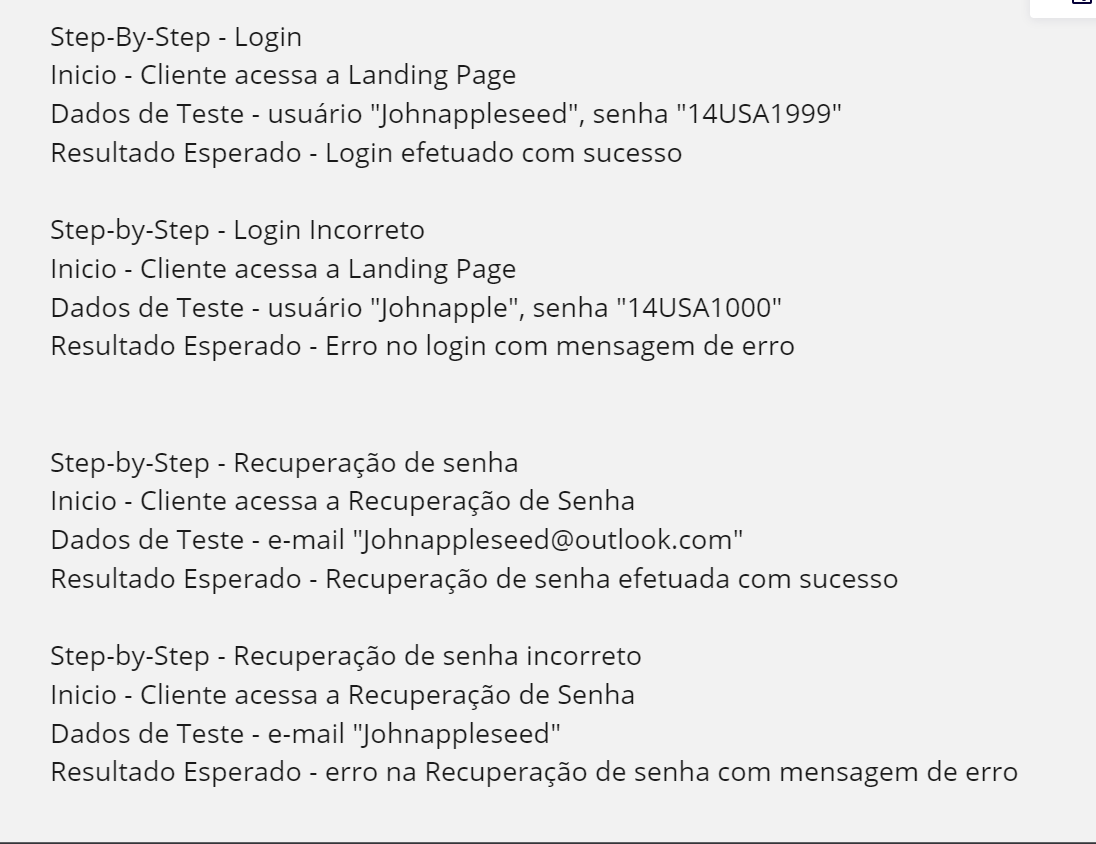 Step-By-Step - Login
Inicio - Cliente acessa a Landing Page
Dados de Teste - usuário "Johnappleseed", senha "14USA1999"
Resultado Esperado - Login efetuado com sucesso
Step-by-Step - Login Incorreto
Inicio - Cliente acessa a Landing Page
Dados de Teste - usuário "Johnapple", senha "14USA1000"
Resultado Esperado - Erro no login com mensagem de erro
Step-by-Step - Recuperação de senha
Inicio - Cliente acessa a Recuperação de Senha
Dados de Teste - e-mail "Johnappleseed@outlook.com"
Resultado Esperado - Recuperação de senha efetuada com sucesso
Step-by-Step - Recuperação de senha incorreto
Inicio - Cliente acessa a Recuperação de Senha
Dados de Teste - e-mail "Johnappleseed"
Resultado Esperado - erro na Recuperação de senha com mensagem de erro